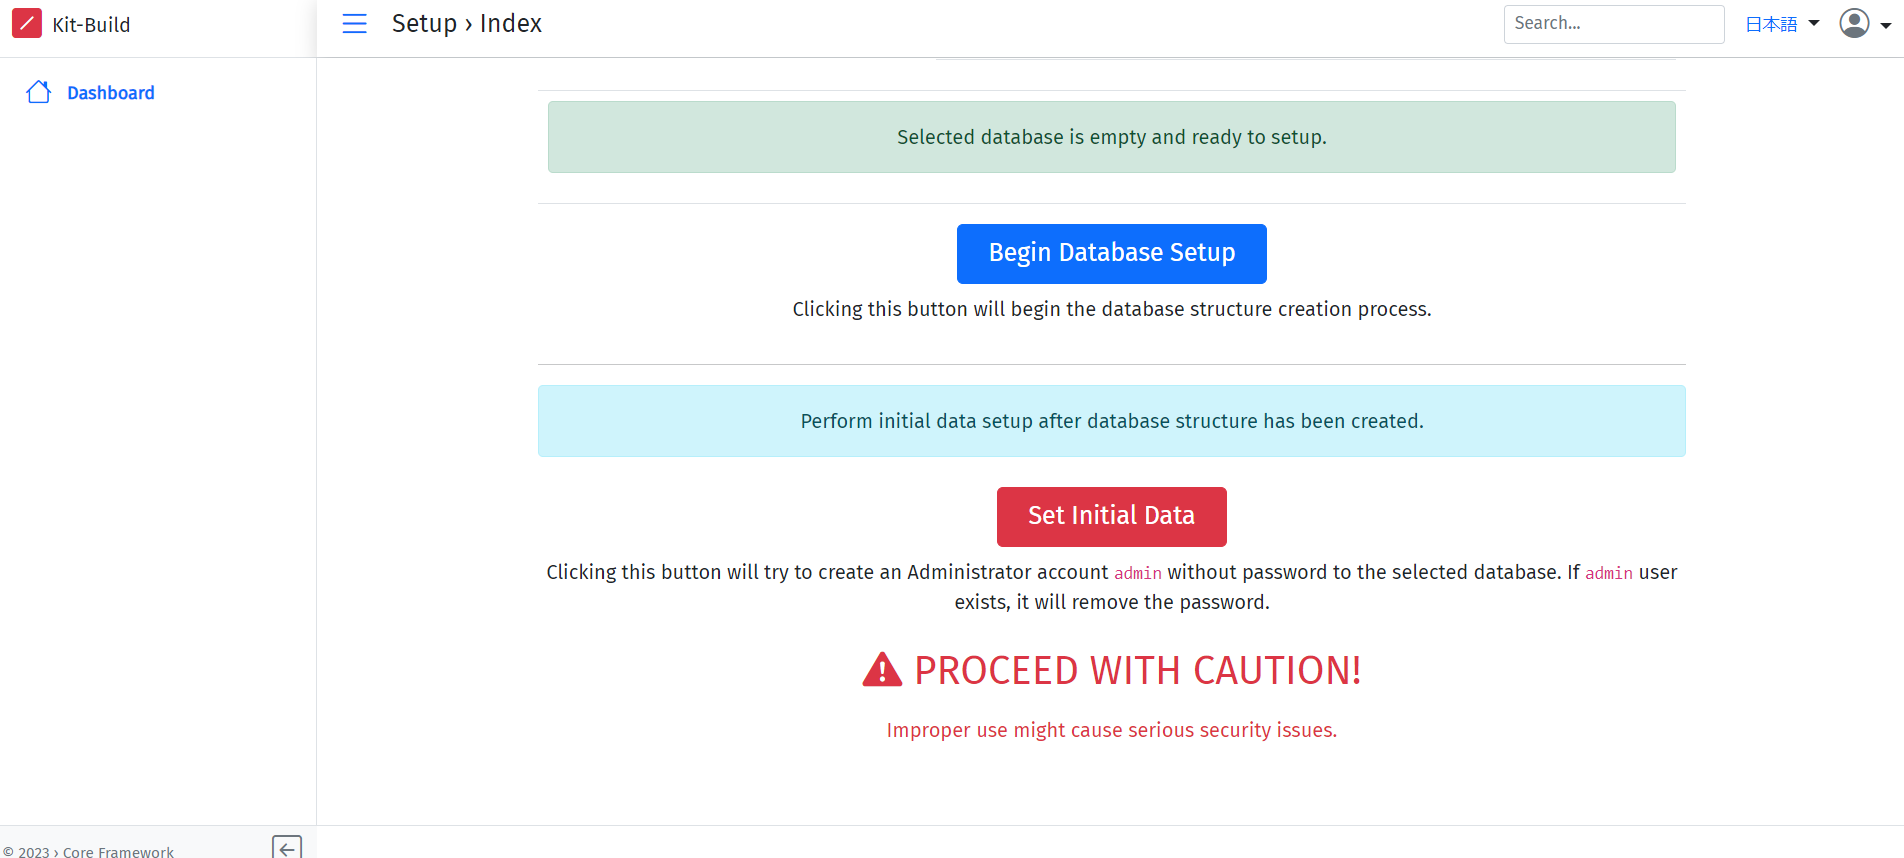 Kit-Build
Setup › Index
Search...
日本語
Dashboard
Selected database is empty and ready to setup.
Begin Database Setup
Clicking this button will begin the database structure creation process.
Perform initial data setup after database structure has been created.
Set Initial Data
Clicking this button will try to create an Administrator account admin without password to the selected database. If admin user
exists, it will remove the password.
PROCEED WITH CAUTION!
Improper use might cause serious security issues.
© 2023 › Core Framework